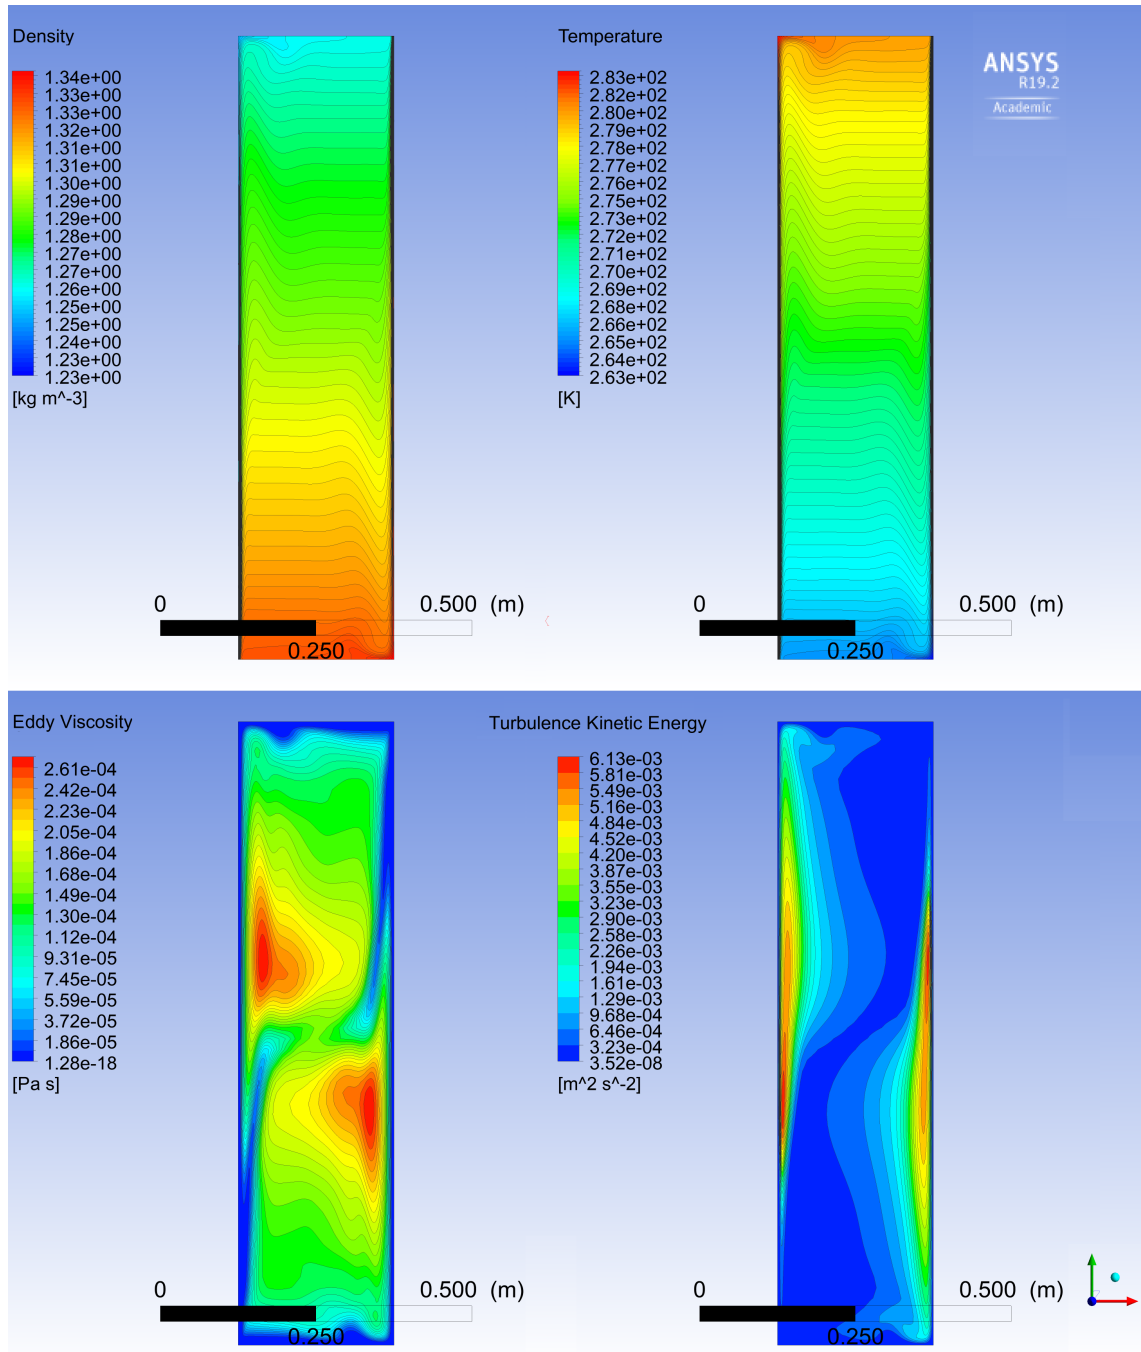 Density
1.34e+00
1.33e+00
1.33e+00
1.32e+00
1.31e+00
1.31e+00
1.30e+00
1.29e+00
1.29e+00
1.28e+00
1.27e+00
1.27e+00
1.26e+00
1.25e+00
1.25e+00
1.24e+00
1.23e+00
1.23e+00
[kg m^-3]
0
0.500 (m)
0.250
Temperature
2.83e+02
2.82e+02
2.80e+02
2.79e+02
2.78e+02
2.77e+02
2.76e+02
2.75e+02
2.73e+02
2.72e+02
2.71e+02
2.70e+02
2.69e+02
2.68e+02
2.66e+02
2.65e+02
2.64e+02
2.63e+02
[K]
0
0.500 (m)
0.250
ANSYS
R19.2
Academic
Eddy Viscosity
2.61e-04
2.42e-04
2.23e-04
2.05e-04
1.86e-04
1.68e-04
1.49e-04
1.30e-04
1.12e-04
9.31e-05
7.45e-05
5.59e-05
3.72e-05
1.86e-05
1.28e-18
[Pa s]
0
0.500 (m)
0.250
Turbulence Kinetic Energy
6.13e-03
5.81e-03
5.49e-03
5.16e-03
4.84e-03
4.52e-03
4.20e-03
3.87e-03
3.55e-03
3.23e-03
2.90e-03
2.58e-03
2.26e-03
1.94e-03
1.61e-03
1.29e-03
9.68e-04
6.46e-04
3.23e-04
3.52e-08
[m^2 s^-2]
0
0.500 (m)
0.250